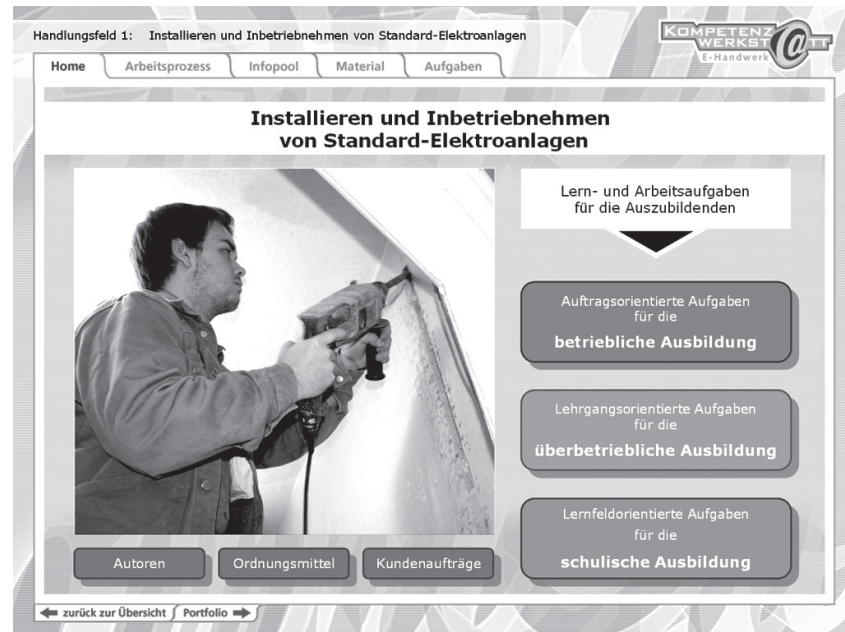 Handlungsfeld 1: Installieren und Inbetriebnehmen von Standard-Elektroanlagen
KOMPETENZ
WERKST@TT
E-Handwerk
Home Arbeitsprozess Infopool Material Aufgaben
Installieren und Inbetriebnehmen
von Standard-Elektroanlagen
Lern- und Arbeitsaufgaben
für die Auszubildenden
Auftragsorientierte Aufgaben
für die
betriebliche Ausbildung
Lehrgangsorientierte Aufgaben
für die
überbetriebliche Ausbildung
Lernfeldorientierte Aufgaben
für die
schulische Ausbildung
Autoren Ordnungsmittel Kundenaufträge
zurück zur Übersicht Portfolio